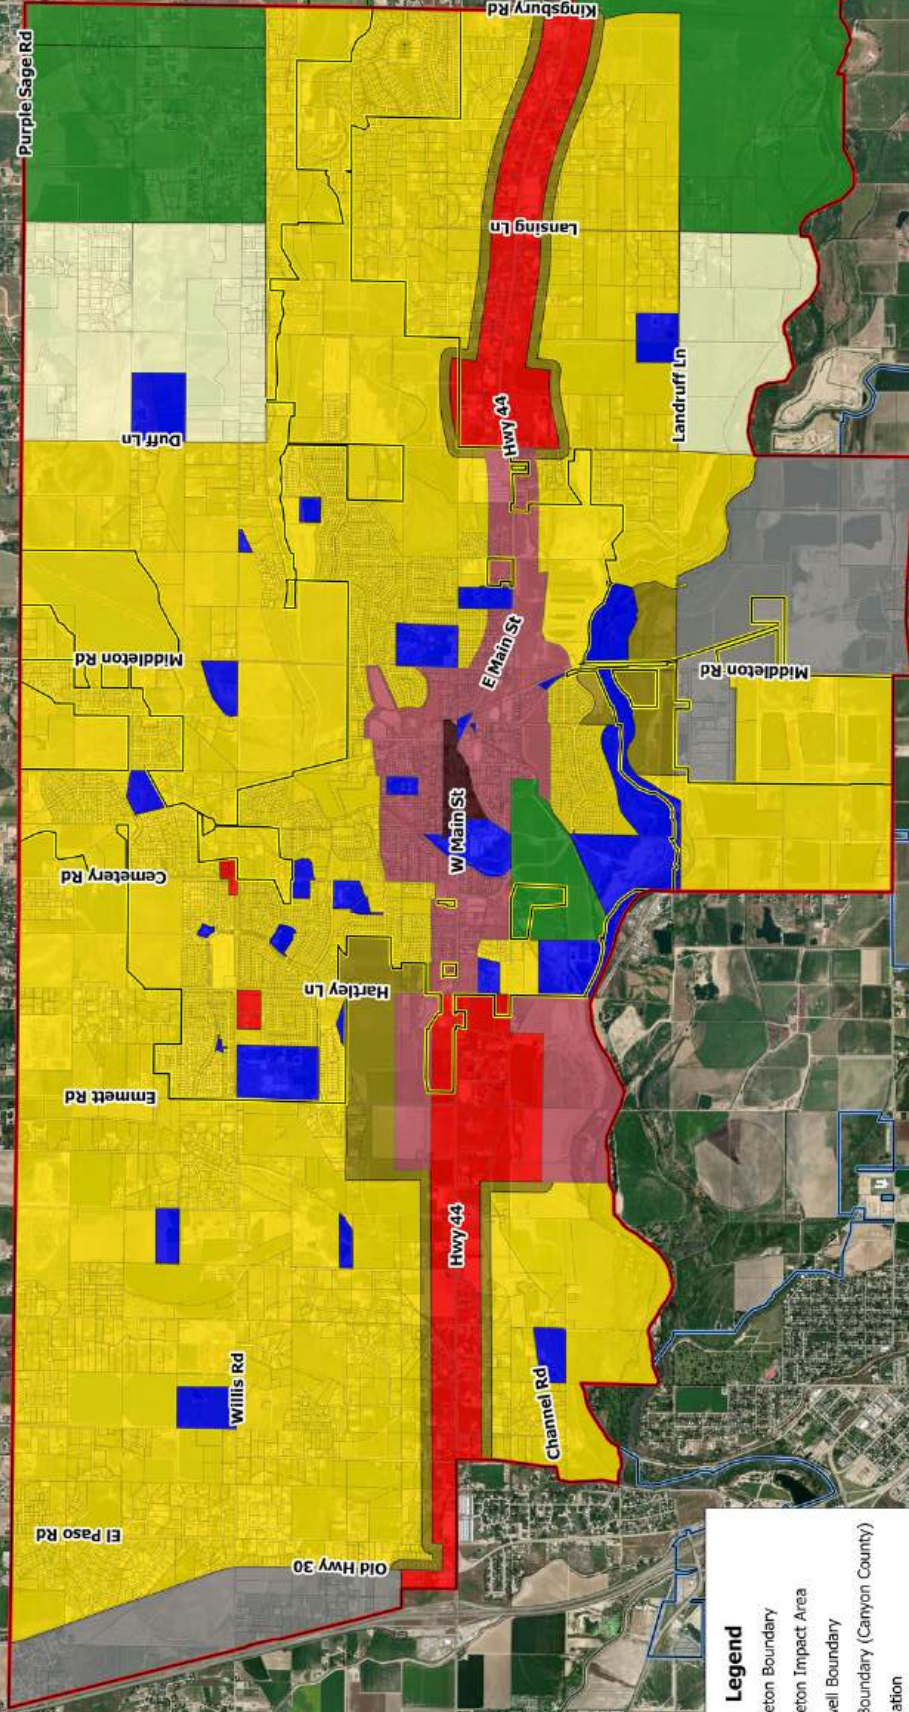 Kingsbury Rd
Purple Sage Rd
Lansing Ln
Landruff Ln
Duff Ln
Hwy 44
E Main St
Middleton Rd
Middleton Rd
W Main St
Cemetery Rd
Hartley Ln
Emmett Rd
Hwy 44
Willis Rd
Channel Rd
El Paso Rd
Old Hwy 30
Legend
eton Boundary
eton Impact Area
well Boundary
Boundary (Canyon County)
ation